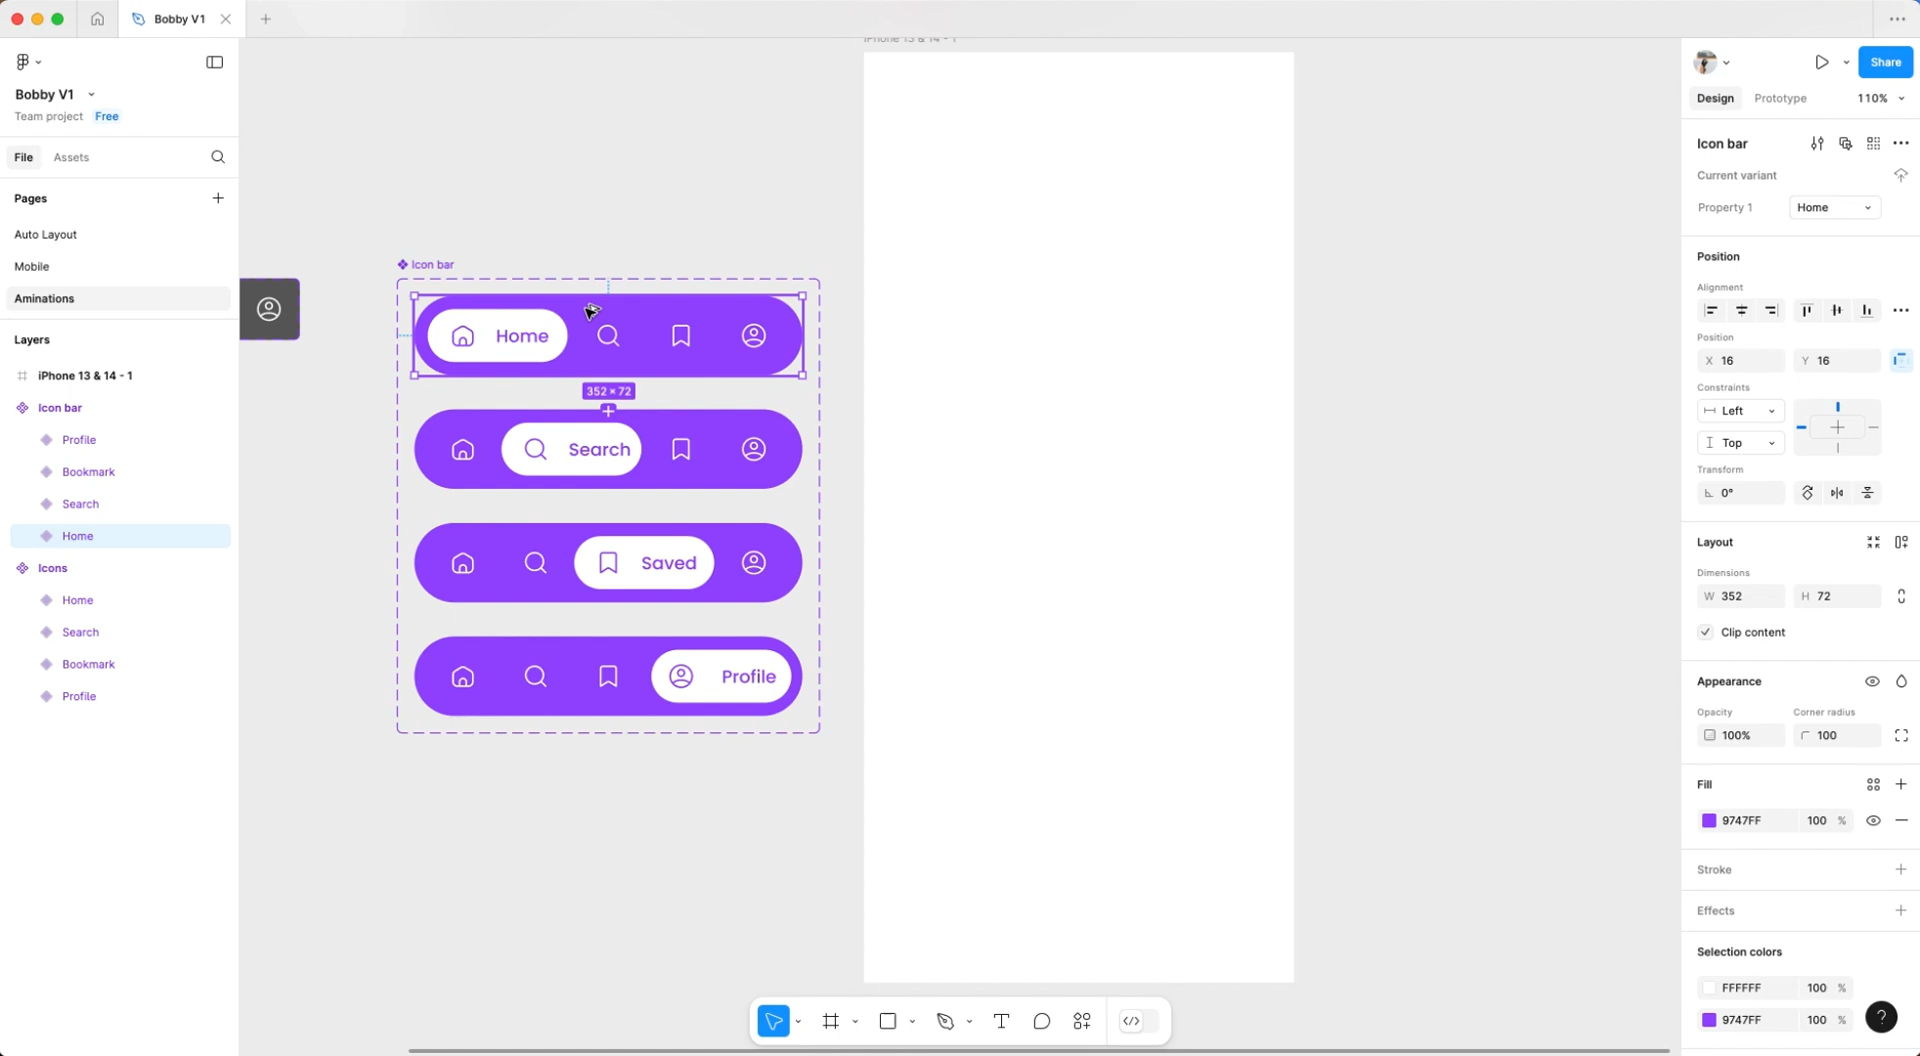 Bobby V1
iPhone 13 & 14 - 1
Bobby V1
Team project
Free
File
Assets
Pages
Auto Layout
Mobile
Aminations
Layers
iPhone 13 & 14 - 1
Icon bar
Profile
Bookmark
Search
Home
Icons
Home
Search
Bookmark
Profile
Icon bar
Home
352 × 72
Search
Saved
Profile
Share
Design
Prototype
110%
Icon bar
Current variant
Property 1
Home
Position
Alignment
Position
X 16
Y 16
Constraints
Left
Top
Transform
0°
Layout
Dimensions
W 352
H 72
Clip content
Appearance
Opacity
Corner radius
100%
100
Fill
9747FF 100 %
Stroke
Effects
Selection colors
FFFFFF 100 %
9747FF 100 %
?